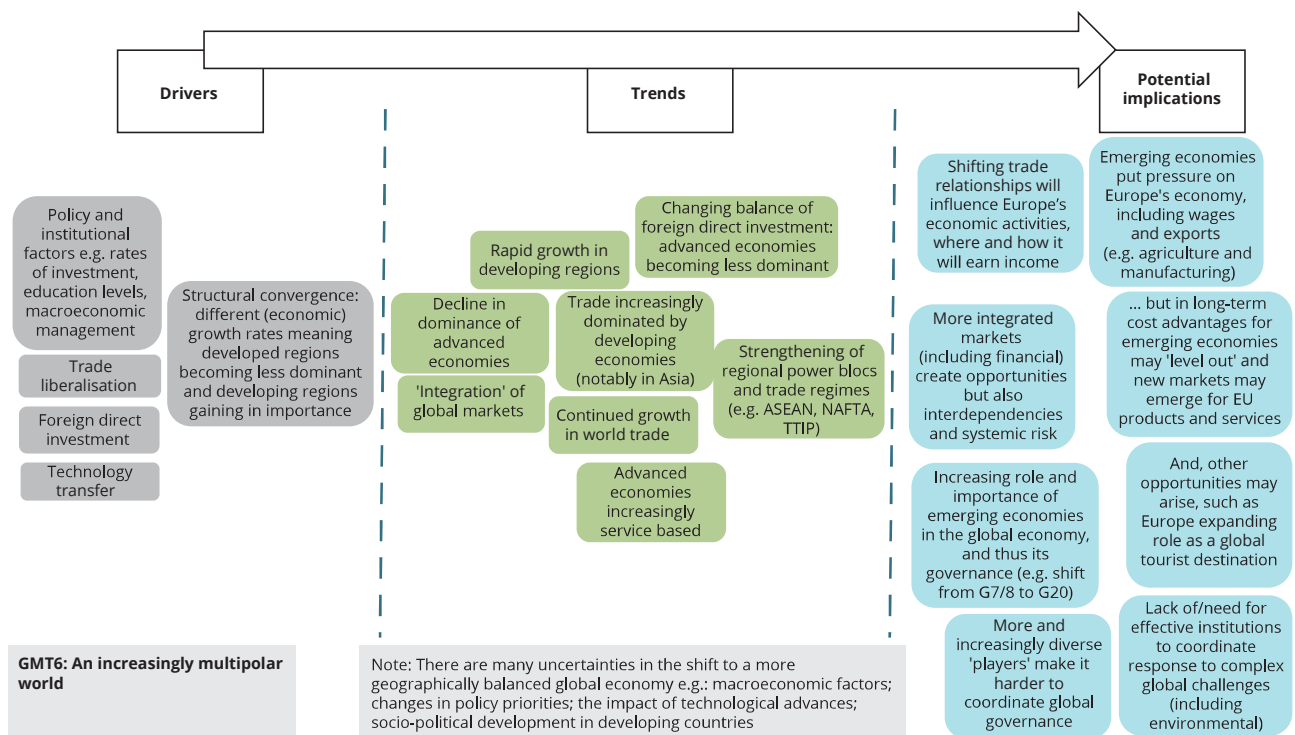 Drivers
Trends
Potential
implications
Policy and
institutional
factors e.g. rates
of investment,
education levels,
macroeconomic
management
Trade
liberalisation
Foreign direct
investment
Technology
transfer
Structural convergence:
different (economic)
growth rates meaning
developed regions
becoming less dominant
and developing regions
gaining in importance
Rapid growth in
developing regions
Changing balance of
foreign direct investment:
advanced economies
becoming less dominant
Decline in
dominance of
advanced
economies
Trade increasingly
dominated by
developing
economies
(notably in Asia)
Strengthening of
regional power blocs
and trade regimes
(e.g. ASEAN, NAFTA,
TTIP)
'Integration' of
global markets
Continued growth
in world trade
Advanced
economies
increasingly
service based
Shifting trade
relationships will
influence Europe’s
economic activities,
where and how it
will earn income
Emerging economies
put pressure on
Europe's economy,
including wages
and exports
(e.g. agriculture and
manufacturing)
More integrated
markets
(including financial)
create opportunities
but also
interdependencies
and systemic risk
... but in long-term
cost advantages for
emerging economies
may 'level out' and
new markets may
emerge for EU
products and services
Increasing role and
importance of
emerging economies
in the global economy,
and thus its
governance (e.g. shift
from G7/8 to G20)
And, other
opportunities may
arise, such as
Europe expanding
role as a global
tourist destination
More and
increasingly diverse
'players' make it
harder to
coordinate global
governance
Lack of/need for
effective institutions
to coordinate
response to complex
global challenges
(including
environmental)
GMT6: An increasingly multipolar
world
Note: There are many uncertainties in the shift to a more
geographically balanced global economy e.g.: macroeconomic factors;
changes in policy priorities; the impact of technological advances;
socio-political development in developing countries